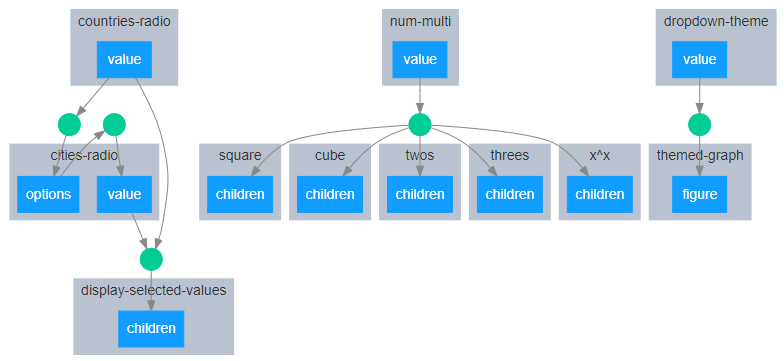 countries-radio
value
num-multi
value
dropdown-theme
value
cities-radio
options
value
square
children
cube
children
twos
children
threes
children
x^x
children
themed-graph
figure
display-selected-values
children